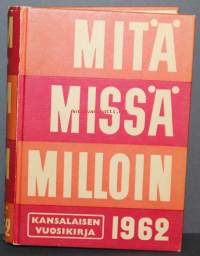 MITÄ
MISSÄ
MILLOIN
KANSALAISEN
VUOSIKIRJA
1962